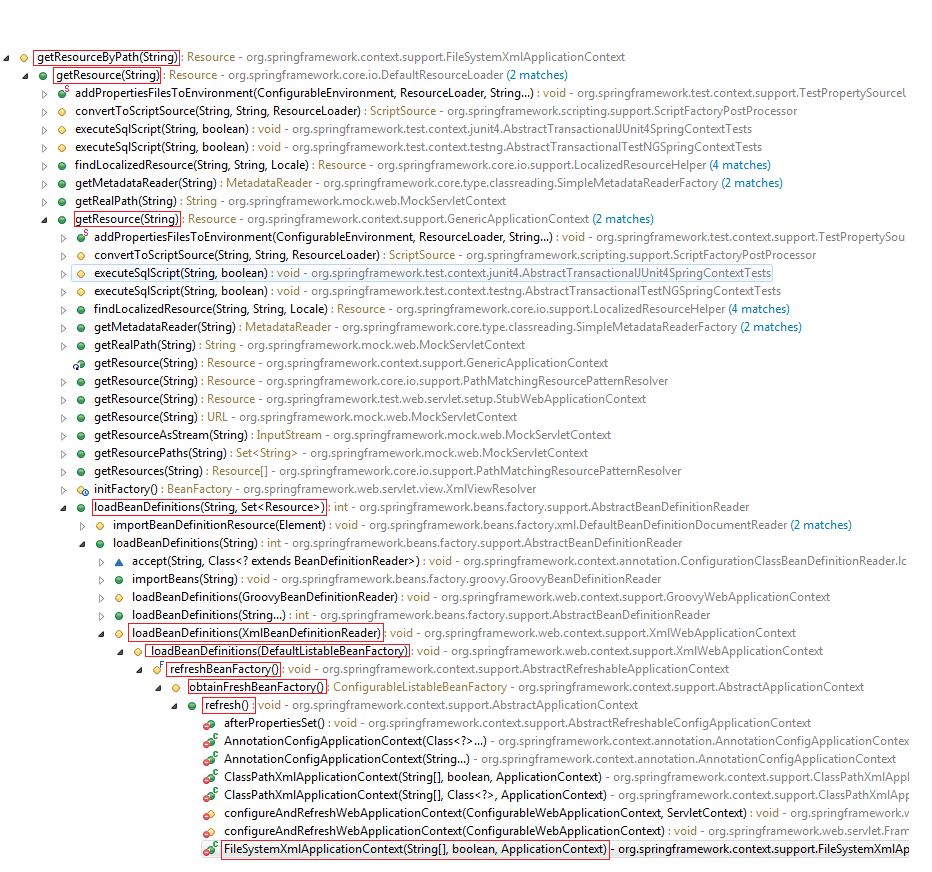 getResourceByPath(String) : Resource - org.springframework.context.support.FileSystemXmlApplicationContext
getResource(String) : Resource - org.springframework.core.io.DefaultResourceLoader (2 matches)
addPropertiesFilesToEnvironment(ConfigurableEnvironment, ResourceLoader, String...) : void - org.springframework.test.context.support.TestPropertySourceU
convertToScriptSource(String, String, ResourceLoader) : ScriptSource - org.springframework.scripting.support.ScriptFactoryPostProcessor
executeSqlScript(String, boolean) : void - org.springframework.test.context.junit4.AbstractTransactionalJUnit4SpringContextTests
executeSqlScript(String, boolean) : void - org.springframework.test.context.testng.AbstractTransactionalTestNGSpringContextTests
findLocalizedResource(String, String, Locale) : Resource - org.springframework.core.io.support.LocalizedResourceHelper (4 matches)
getMetadataReader(String) : MetadataReader - org.springframework.core.type.classreading.SimpleMetadataReaderFactory (2 matches)
getRealPath(String) : String - org.springframework.mock.web.MockServletContext
getResource(String) : Resource - org.springframework.context.support.GenericApplicationContext (2 matches)
addPropertiesFilesToEnvironment(ConfigurableEnvironment, ResourceLoader, String...) : void - org.springframework.test.context.support.TestPropertySou
convertToScriptSource(String, String, ResourceLoader) : ScriptSource - org.springframework.scripting.support.ScriptFactoryPostProcessor
executeSqlScript(String, boolean) : void - org.springframework.test.context.junit4.AbstractTransactionalJUnit4SpringContextTests
executeSqlScript(String, boolean) : void - org.springframework.test.context.testng.AbstractTransactionalTestNGSpringContextTests
findLocalizedResource(String, String, Locale) : Resource - org.springframework.core.io.support.LocalizedResourceHelper (4 matches)
getMetadataReader(String) : MetadataReader - org.springframework.core.type.classreading.SimpleMetadataReaderFactory (2 matches)
getRealPath(String) : String - org.springframework.mock.web.MockServletContext
getResource(String) : Resource - org.springframework.context.support.GenericApplicationContext
getResource(String) : Resource - org.springframework.core.io.support.PathMatchingResourcePatternResolver
getResource(String) : Resource - org.springframework.test.web.servlet.setup.StubWebApplicationContext
getResource(String) : URL - org.springframework.mock.web.MockServletContext
getResourceAsStream(String) : InputStream - org.springframework.mock.web.MockServletContext
getResourcePaths(String) : Set<String> - org.springframework.mock.web.MockServletContext
getResources(String) : Resource[] - org.springframework.core.io.support.PathMatchingResourcePatternResolver
initFactory() : BeanFactory - org.springframework.web.servlet.view.XmlViewResolver
loadBeanDefinitions(String, Set<Resource>) : int - org.springframework.beans.factory.support.AbstractBeanDefinitionReader
importBeanDefinitionResource(Element) : void - org.springframework.beans.factory.xml.DefaultBeanDefinitionDocumentReader (2 matches)
loadBeanDefinitions(String) : int - org.springframework.beans.factory.support.AbstractBeanDefinitionReader
accept(String, Class<? extends BeanDefinitionReader>) : void - org.springframework.context.annotation.ConfigurationClassBeanDefinitionReader.lc
importBeans(String) : void - org.springframework.beans.factory.groovy.GroovyBeanDefinitionReader
loadBeanDefinitions(GroovyBeanDefinitionReader) : void - org.springframework.web.context.support.GroovyWebApplicationContext
loadBeanDefinitions(String...) : int - org.springframework.beans.factory.support.AbstractBeanDefinitionReader
loadBeanDefinitions(XmlBeanDefinitionReader) : void - org.springframework.web.context.support.XmlWebApplicationContext
loadBeanDefinitions(DefaultListableBeanFactory) : void - org.springframework.web.context.support.XmlWebApplicationContext
refreshBeanFactory() : void - org.springframework.context.support.AbstractRefreshableApplicationContext
obtainFreshBeanFactory() : ConfigurableListableBeanFactory - org.springframework.context.support.AbstractApplicationContext
refresh() : void - org.springframework.context.support.AbstractApplicationContext
afterPropertiesSet() : void - org.springframework.context.support.AbstractRefreshableConfigApplicationContext
AnnotationConfigApplicationContext(Class<?>...) - org.springframework.context.annotation.AnnotationConfigApplicationContext
AnnotationConfigApplicationContext(String...) - org.springframework.context.annotation.AnnotationConfigApplicationContext
ClassPathXmlApplicationContext(String[], boolean, ApplicationContext) - org.springframework.context.support.ClassPathXmlAppl
ClassPathXmlApplicationContext(String[], Class<?>, ApplicationContext) - org.springframework.context.support.ClassPathXmlAppl
configureAndRefreshWebApplicationContext(ConfigurableWebApplicationContext, ServletContext) : void - org.springframework.w
configureAndRefreshWebApplicationContext(ConfigurableWebApplicationContext) : void - org.springframework.web.servlet.Fram
FileSystemXmlApplicationContext(String[], boolean, ApplicationContext) - org.springframework.context.support.FileSystemXmlAp